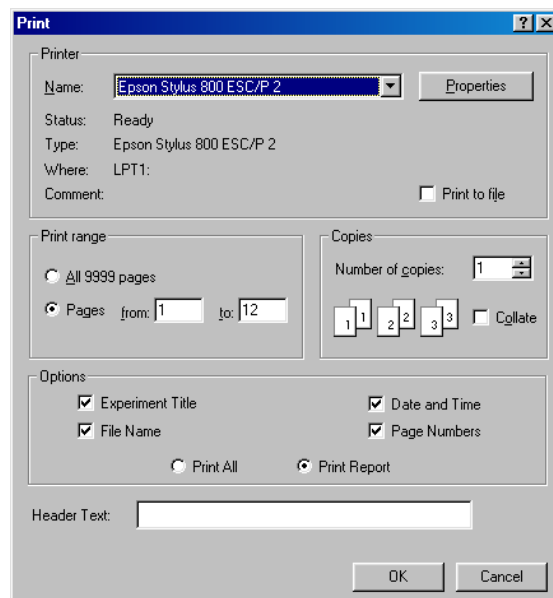 Print
Printer
Name: Epson Stylus 800 ESC/P 2 Properties
Status: Ready
Type: Epson Stylus 800 ESC/P 2
Where: LPT1:
Comment: Print to file
Print range
All 9999 pages
Pages from: 1 to: 12
Copies
Number of copies: 1
1 1 2 2 3 3 Collate
Options
Experiment Title Date and Time
File Name Page Numbers
Print All Print Report
Header Text:
OK Cancel